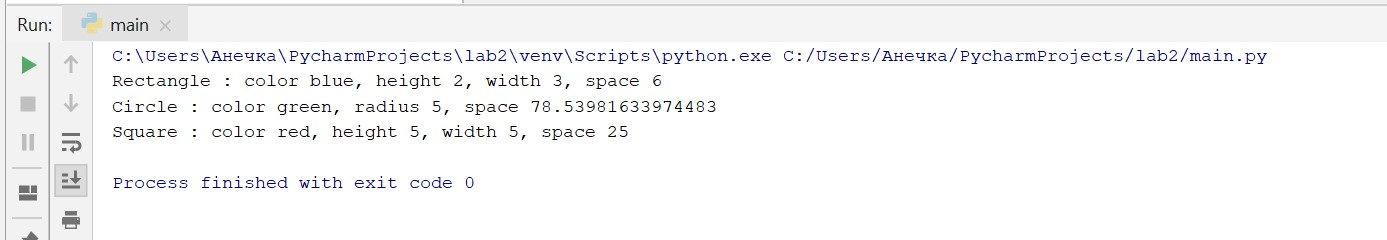 Run: main
C:\Users\Анечка\PycharmProjects\lab2\venv\Scripts\python.exe C:/Users/Анечка/PycharmProjects/lab2/main.py
Rectangle : color blue, height 2, width 3, space 6
Circle : color green, radius 5, space 78.53981633974483
Square : color red, height 5, width 5, space 25
Process finished with exit code 0